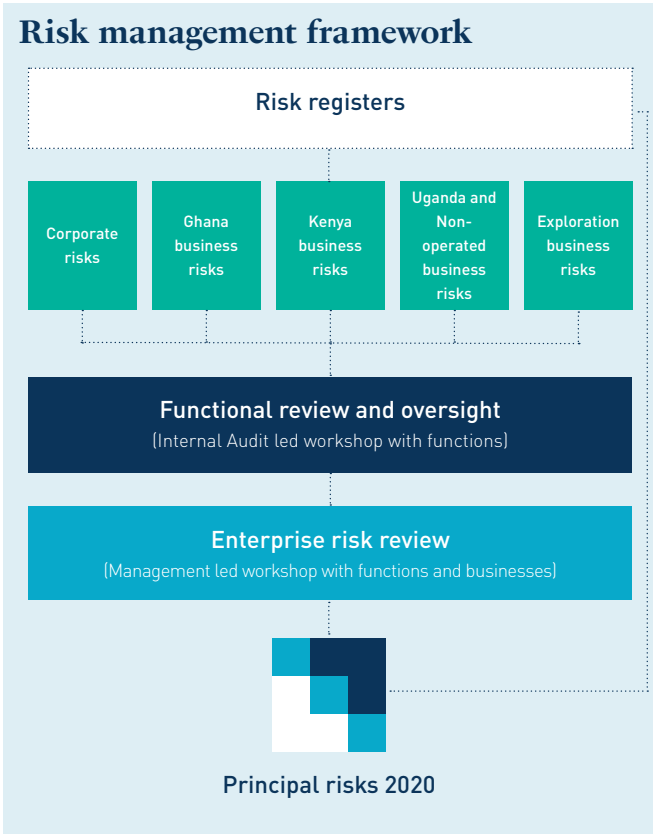 Risk management framework
Risk registers
Corporate
risks
Ghana
business
risks
Kenya
business
risks
Uganda and
Non-
operated
business
risks
Exploration
business
risks
Functional review and oversight
(Internal Audit led workshop with functions)
Enterprise risk review
(Management led workshop with functions and businesses)
Principal risks 2020